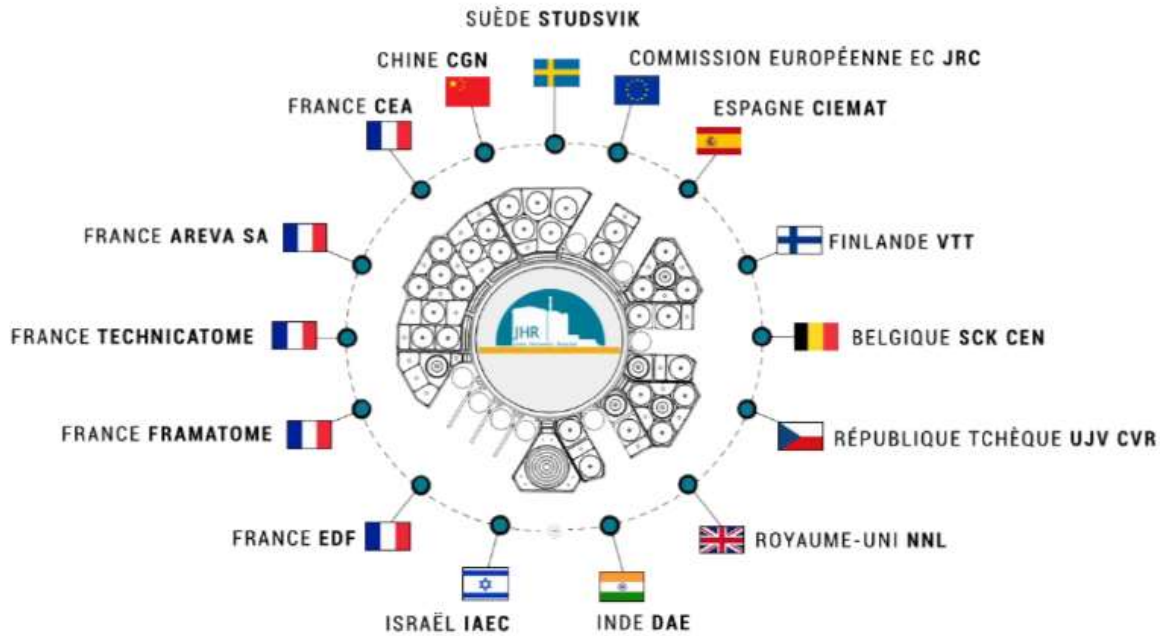 SUÈDE STUDSVIK
CHINE CGN
COMMISSION EUROPÉENNE EC JRC
FRANCE CEA
ESPAGNE CIEMAT
FRANCE AREVA SA
FINLANDE VTT
JHR
FRANCE TECHNICATOME
BELGIQUE SCK CEN
FRANCE FRAMATOME
RÉPUBLIQUE TCHÈQUE UJV CVR
FRANCE EDF
ROYAUME-UNI NNL
ISRAËL IAEC
INDE DAE